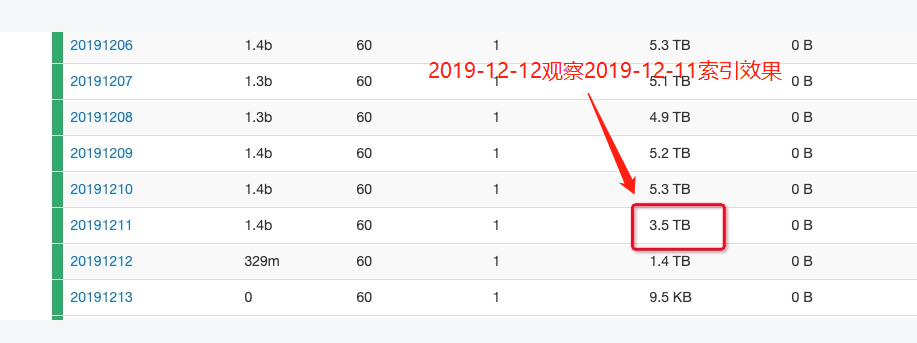 20191206 1.4b 60 1 5.3 TB 0 B
2019-12-12观察2019-12-11索引效果
20191207 1.3b 60 1 5.1 TB 0 B
20191208 1.3b 60 1 4.9 TB 0 B
20191209 1.4b 60 1 5.2 TB 0 B
20191210 1.4b 60 1 5.3 TB 0 B
20191211 1.4b 60 1 3.5 TB 0 B
20191212 329m 60 1 1.4 TB 0 B
20191213 0 60 1 9.5 KB 0 B